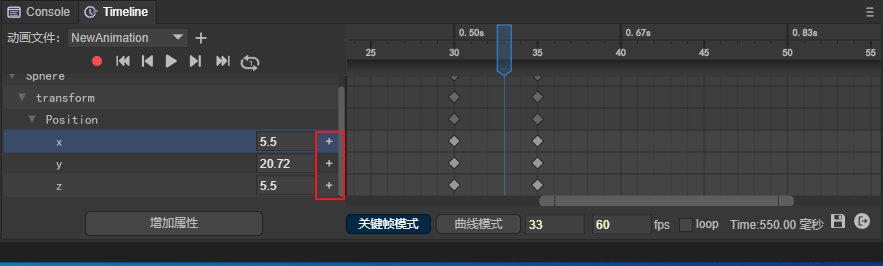 Console Timeline
动画文件: NewAnimation
0.50s 0.67s 0.83s
25 30 35 40 45 50 55
Sphere
transform
Position
x 5.5
y 20.72
z 5.5
增加属性 关键帧模式 曲线模式 33 60 fps loop Time:550.00 毫秒